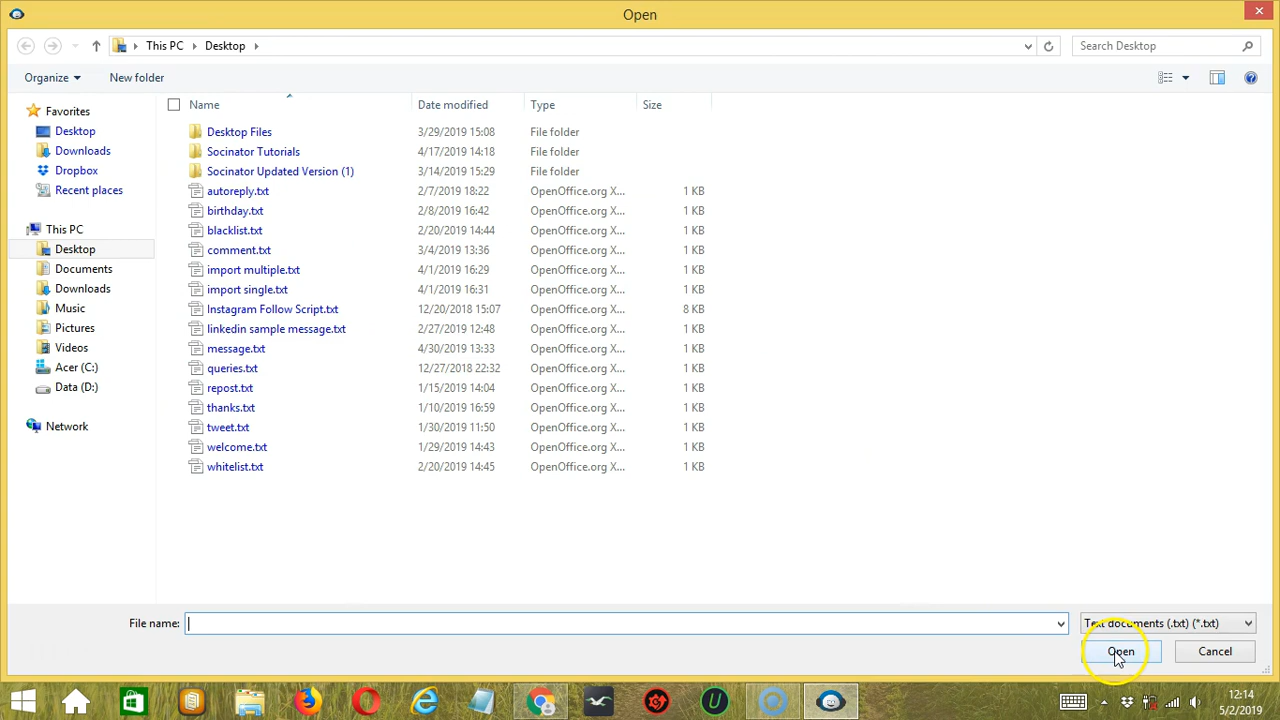 Open
This PC Desktop
Search Desktop
Organize New folder
Name Date modified Type Size
Favorites
Desktop
Downloads
Dropbox
Recent places
This PC
Desktop
Documents
Downloads
Music
Pictures
Videos
Acer (C:)
Data (D:)
Network
Desktop Files 3/29/2019 15:08 File folder
Socinator Tutorials 4/17/2019 14:18 File folder
Socinator Updated Version (1) 3/14/2019 15:29 File folder
autoreply.txt 2/7/2019 18:22 OpenOffice.org X... 1 KB
birthday.txt 2/8/2019 16:42 OpenOffice.org X... 1 KB
blacklist.txt 2/20/2019 14:44 OpenOffice.org X... 1 KB
comment.txt 3/4/2019 13:36 OpenOffice.org X... 1 KB
import multiple.txt 4/1/2019 16:29 OpenOffice.org X... 1 KB
import single.txt 4/1/2019 16:31 OpenOffice.org X... 1 KB
Instagram Follow Script.txt 12/20/2018 15:07 OpenOffice.org X... 8 KB
linkedin sample message.txt 2/27/2019 12:48 OpenOffice.org X... 1 KB
message.txt 4/30/2019 13:33 OpenOffice.org X... 1 KB
queries.txt 12/27/2018 22:32 OpenOffice.org X... 1 KB
repost.txt 1/15/2019 14:04 OpenOffice.org X... 1 KB
thanks.txt 1/10/2019 16:59 OpenOffice.org X... 1 KB
tweet.txt 1/30/2019 11:50 OpenOffice.org X... 1 KB
welcome.txt 1/29/2019 14:43 OpenOffice.org X... 1 KB
whitelist.txt 2/20/2019 14:45 OpenOffice.org X... 1 KB
File name: Text documents (.txt) (*.txt)
Open Cancel
12:14
5/2/2019